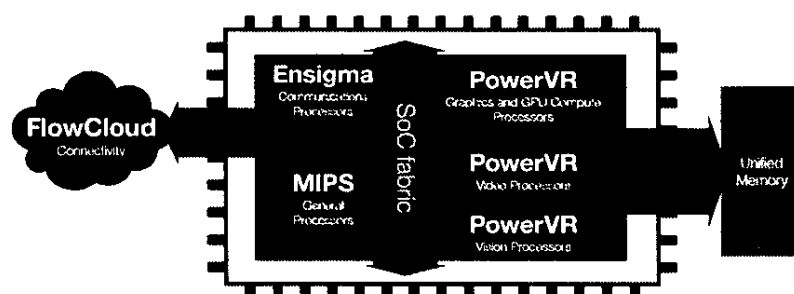 FlowCloud
Connectivity
Ensigma
Communications
Processors
MIPS
General
Processors
SoC fabric
PowerVR
Graphics and GPU Compute
Processors
PowerVR
Video Processors
PowerVR
Vision Processors
Unified
Memory